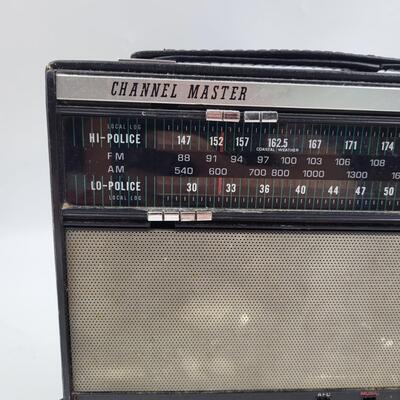 CHANNEL MASTER
LOCAL LOG
HI-POLICE 147 152 157 162.5 167 171 174
COASTAL WEATHER
FM 88 91 94 97 100 103 106 108
AM 540 600 700 800 1000 1300
LO-POLICE 30 33 36 40 44 47 50
LOCAL LOG
AFC